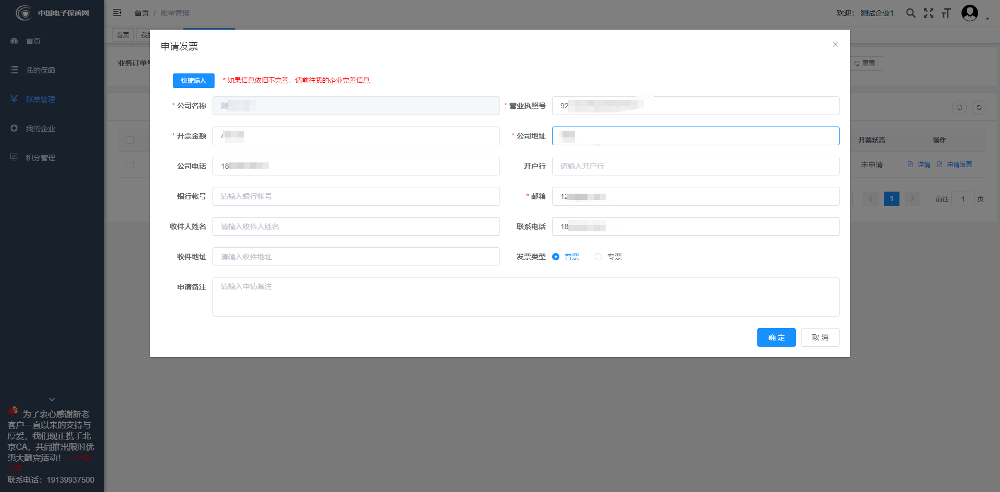 中国电子保函网
首页 / 账单管理
欢迎： 测试企业1
首页
首页
我的保函
账单管理
我的企业
积分管理
业务订单号
重置
申请发票
快捷输入
* 如果信息依旧不完善，请前往我的企业完善信息
* 公司名称 测
* 营业执照号 92
* 开票金额 4
* 公司地址
公司电话 18
开户行 请输入开户行
银行帐号 请输入银行帐号
* 邮箱 12
收件人姓名 请输入收件人姓名
联系电话 18
收件地址 请输入收件地址
发票类型 普票 专票
申请备注 请输入申请备注
确 定
取 消
开票状态 操作
未申请 详情 申请发票
1 前往 1 页
为了衷心感谢新老
客户一直以来的支持与
厚爱，我们现正携手北
京CA，共同推出限时优
惠大酬宾活动！
联系电话：19139937500